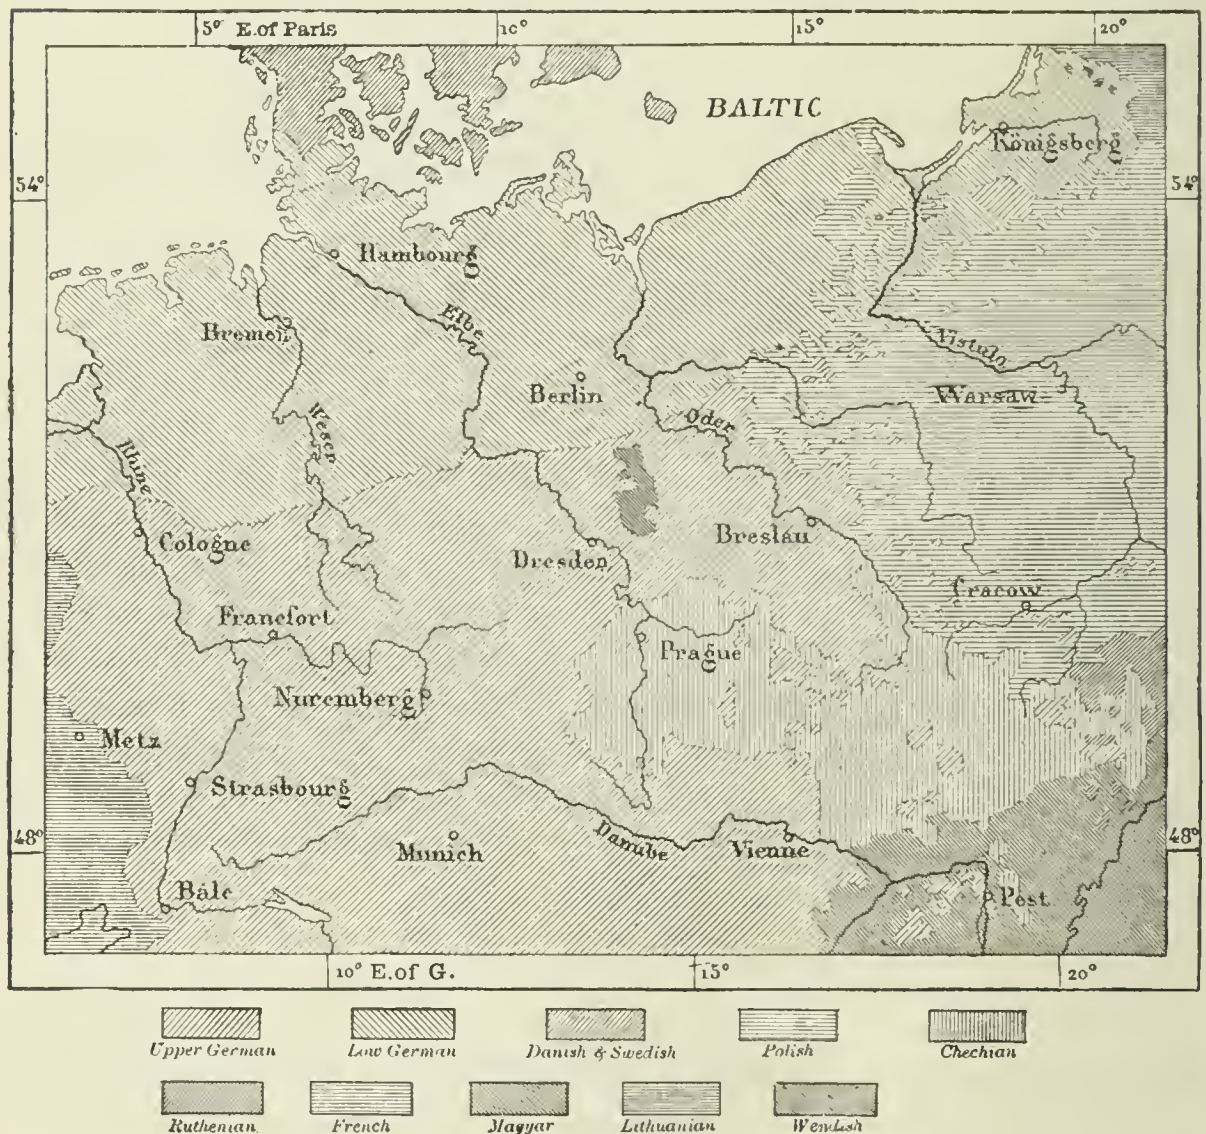 5° E.of Paris 10° 15° 20°
BALTIC
Königsberg
54° 54°
Hambourg
Elbe
Bremen
Vistula
Berlin
Warsaw
Oder
Weser
Rhine
Cologne
Breslau
Dresden
Cracow
Francfort
Prague
Nuremberg
Metz
Strasbourg
48° 48°
Munich
Danube
Vienne
Bâle
Pest
10° E.of G. 15° 20°
Upper German Low German Danish & Swedish Polish Chechian
Ruthenian French Magyar Lithuanian Wendish